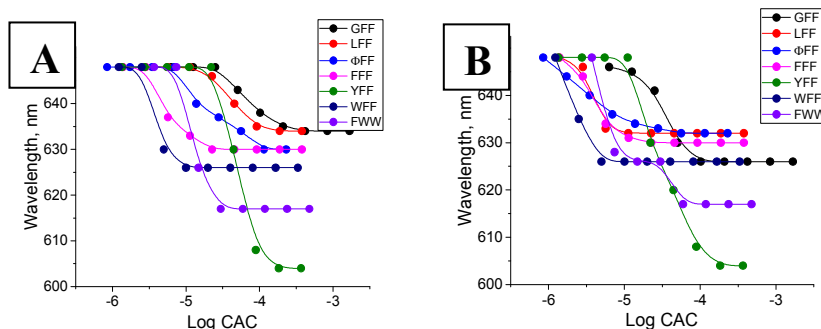 A
GFF
LFF
ΦFF
FFF
YFF
WFF
FWW
Wavelength, nm
640
630
620
610
600
-6
-5
-4
-3
Log CAC
B
GFF
LFF
ΦFF
FFF
YFF
WFF
FWW
Wavelength, nm
640
630
620
610
600
-6
-5
-4
-3
Log CAC